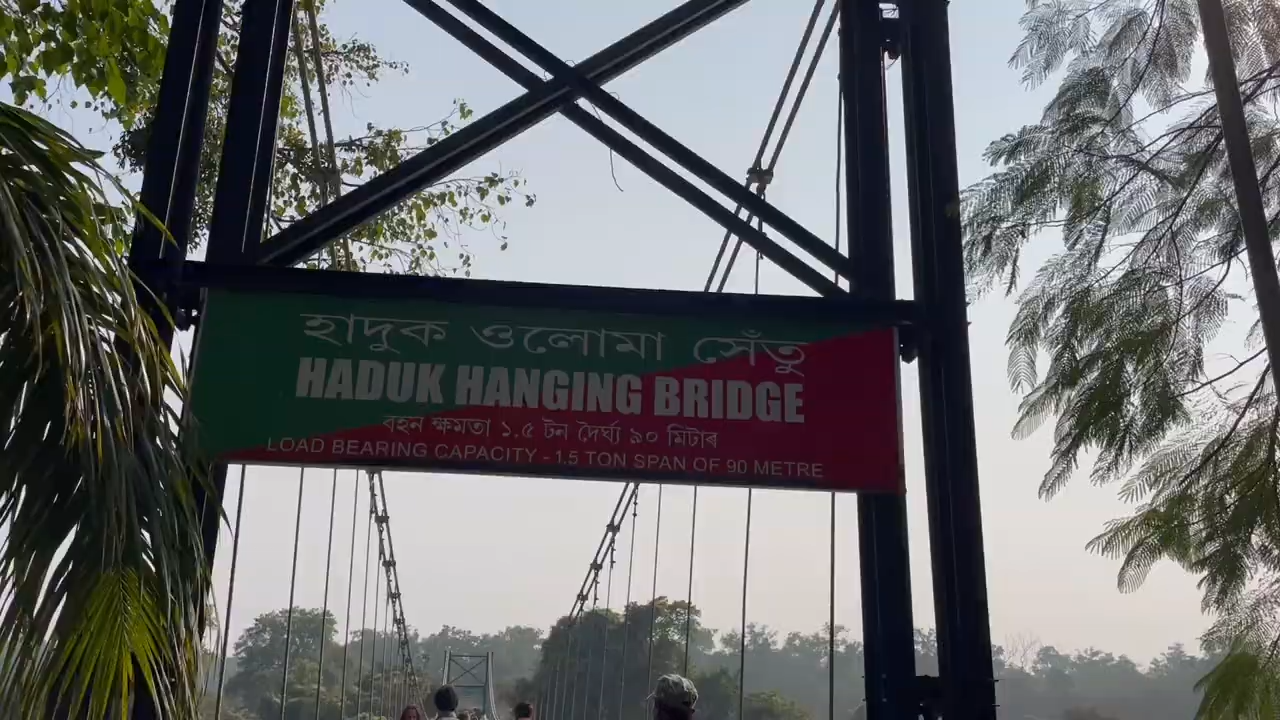 হাদুক ওলোমা সেঁতু
HADUK HANGING BRIDGE
বহন ক্ষমতা ১.৫ টন দৈৰ্ঘ্য ৯০ মিটাৰ
LOAD BEARING CAPACITY - 1.5 TON SPAN OF 90 METRE